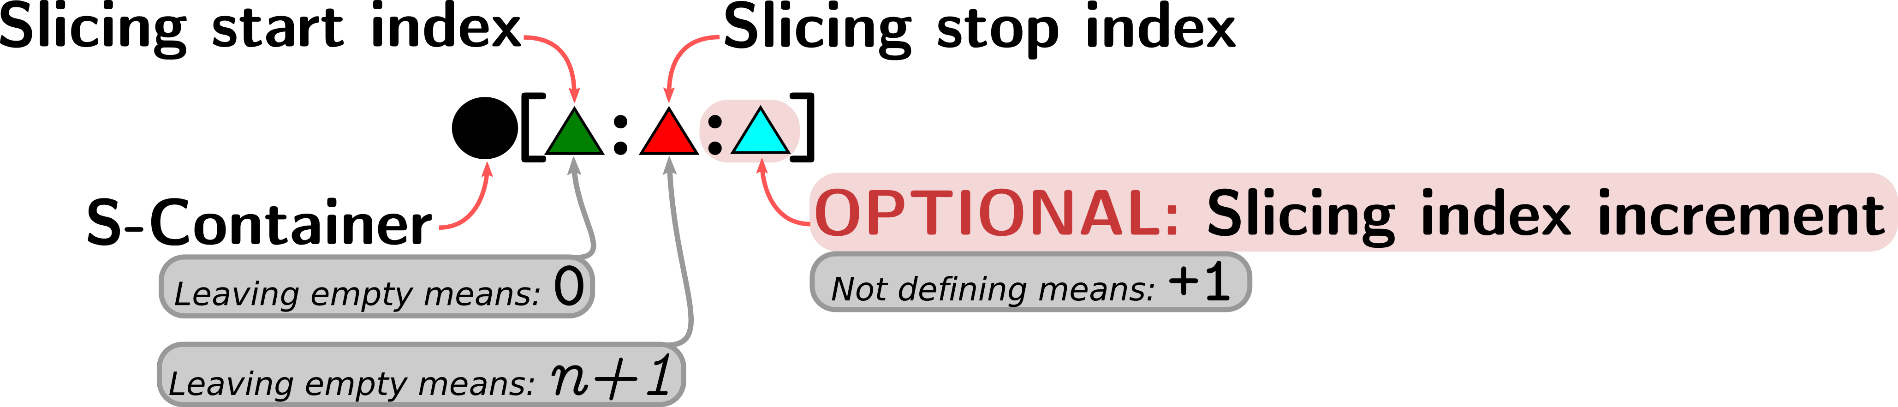 Slicing start index
Slicing stop index
[ : : ]
S-Container
OPTIONAL: Slicing index increment
Leaving empty means: 0
Not defining means: +1
Leaving empty means: n+1